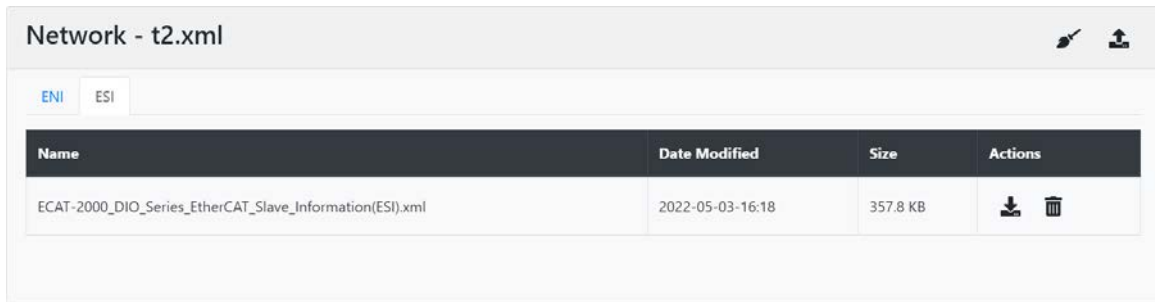 Network - t2.xml
ENI ESI
Name Date Modified Size Actions
ECAT-2000_DIO_Series_EtherCAT_Slave_Information(ESI).xml 2022-05-03-16:18 357.8 KB